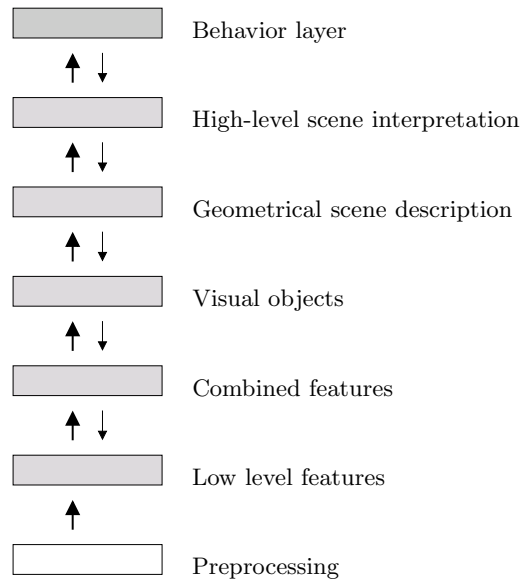 Behavior layer
High-level scene interpretation
Geometrical scene description
Visual objects
Combined features
Low level features
Preprocessing